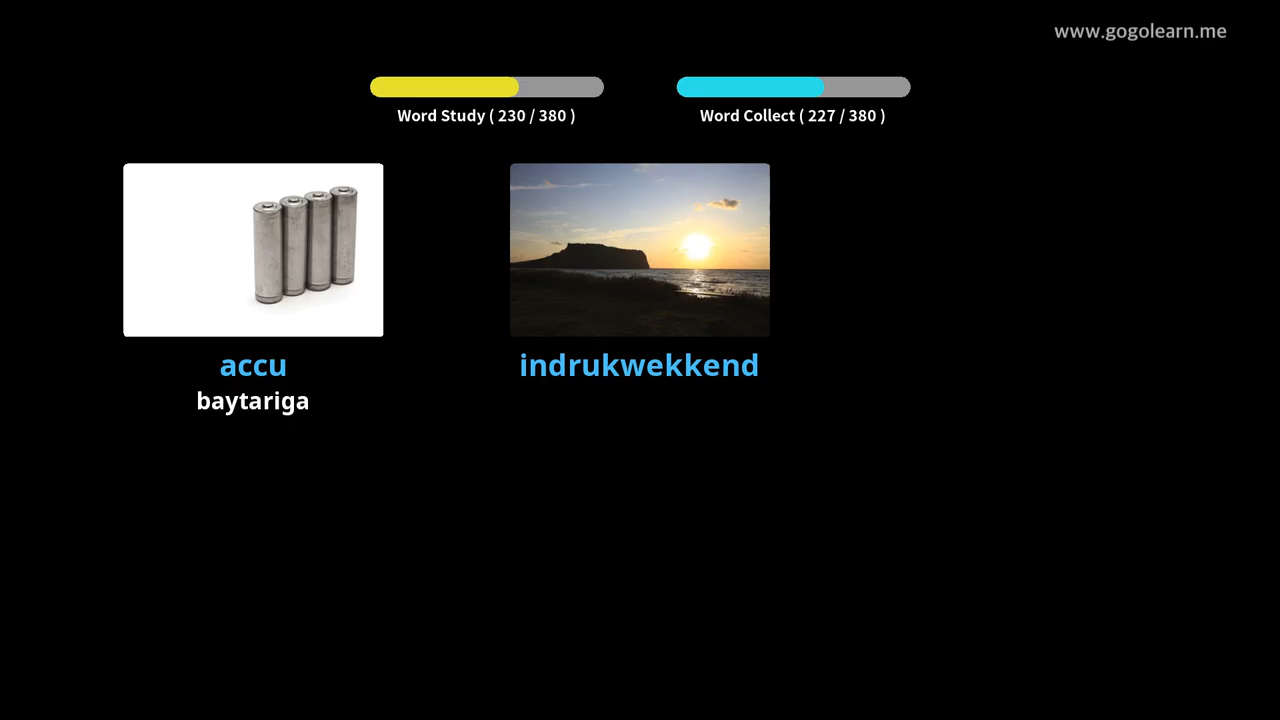 www.gogolearn.me
Word Study ( 230 / 380 )
Word Collect ( 227 / 380 )
accu
baytariga
indrukwekkend